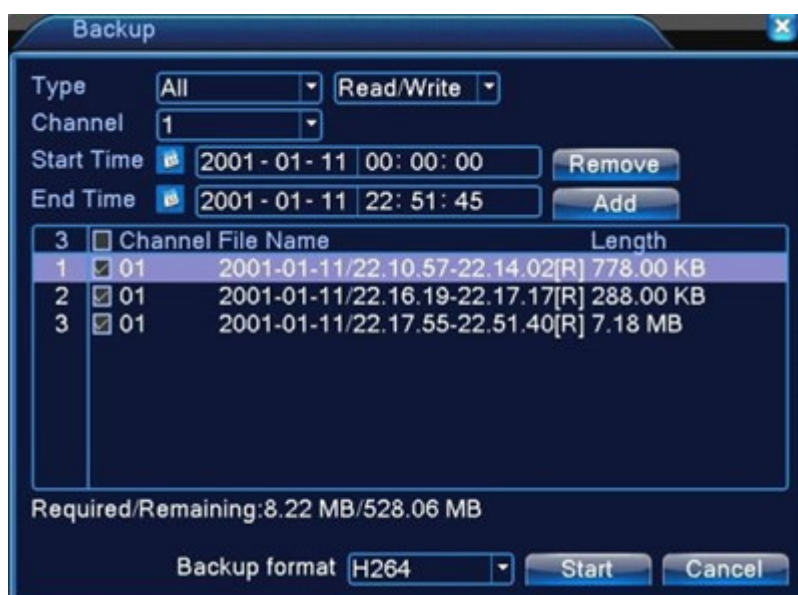 Backup
Type All Read/Write
Channel 1
Start Time 2001-01-11 00:00:00 Remove
End Time 2001-01-11 22:51:45 Add
3 Channel File Name Length
1 01 2001-01-11/22.10.57-22.14.02[R] 778.00 KB
2 01 2001-01-11/22.16.19-22.17.17[R] 288.00 KB
3 01 2001-01-11/22.17.55-22.51.40[R] 7.18 MB
Required/Remaining:8.22 MB/528.06 MB
Backup format H264 Start Cancel